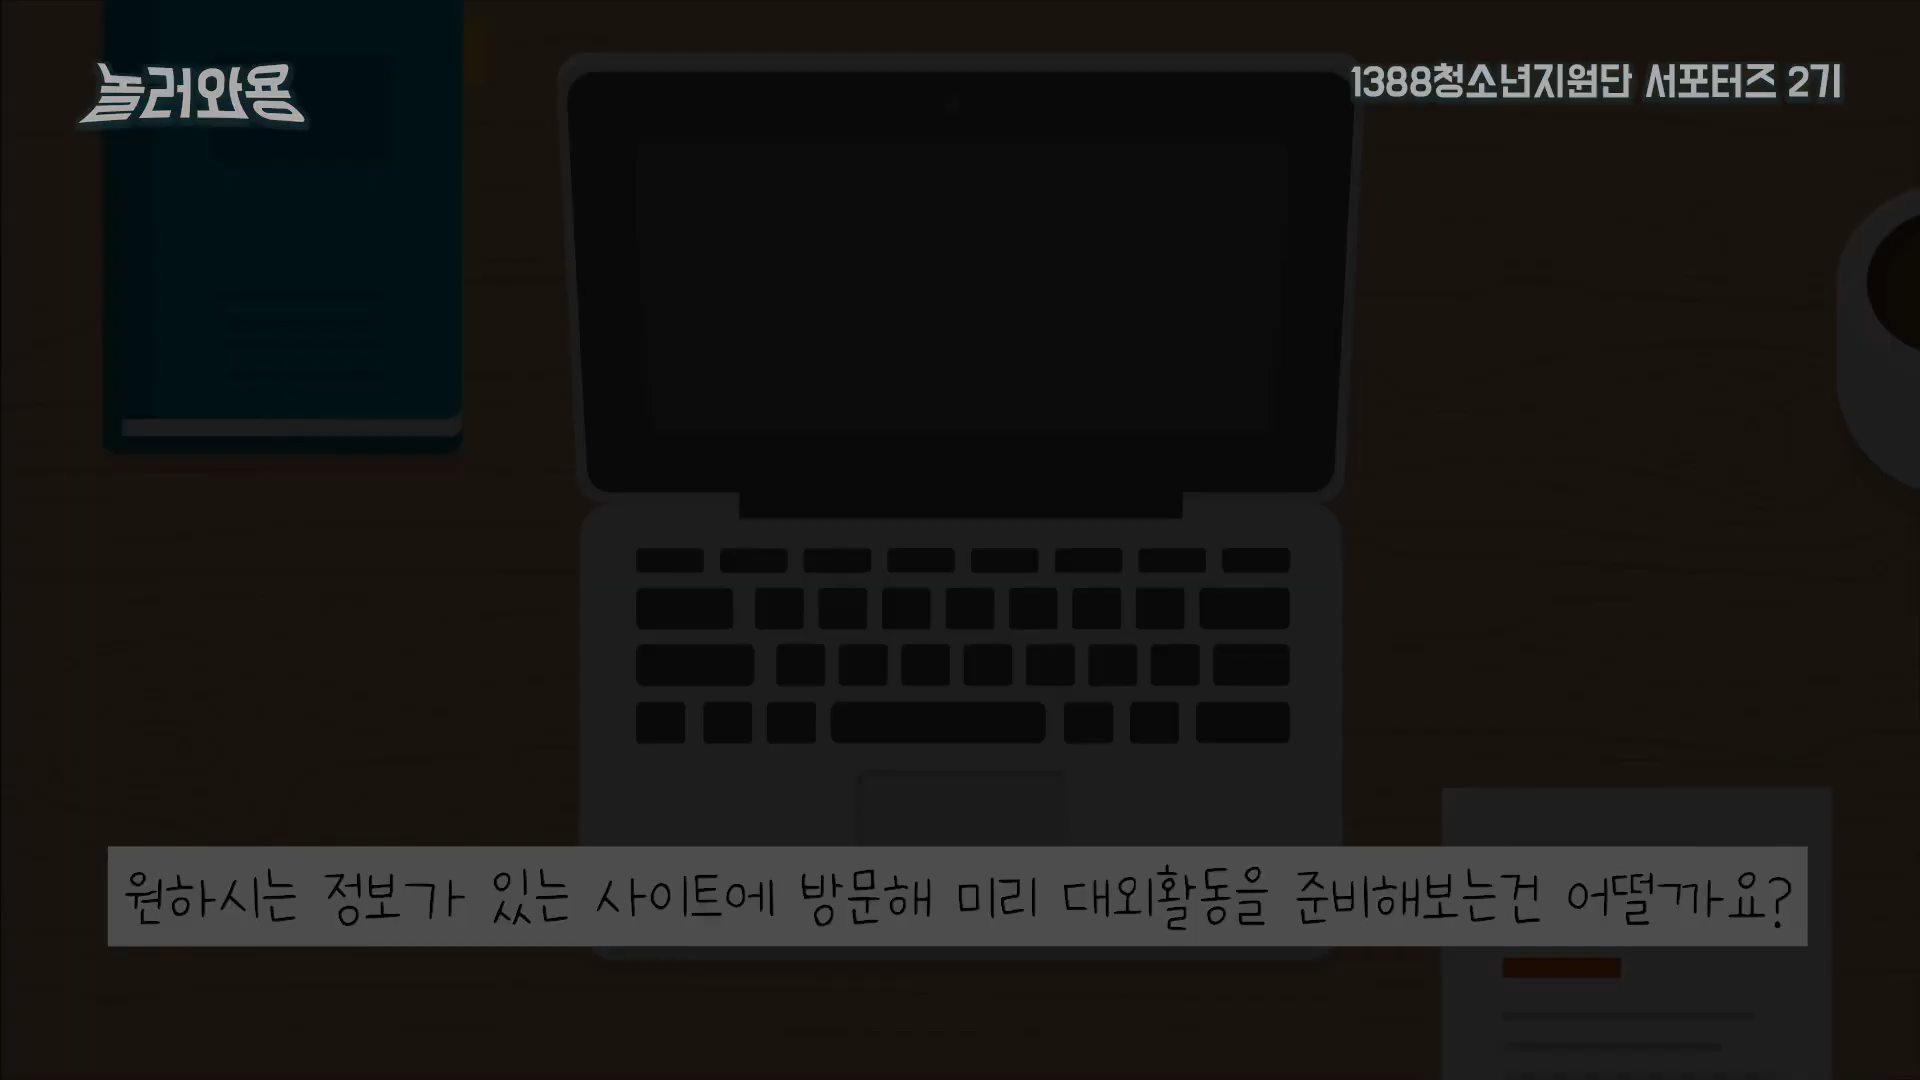 놀러와용
1388청소년지원단 서포터즈 2기
원하시는 정보가 있는 사이트에 방문해 미리 대외활동을 준비해보는건 어떨가요?